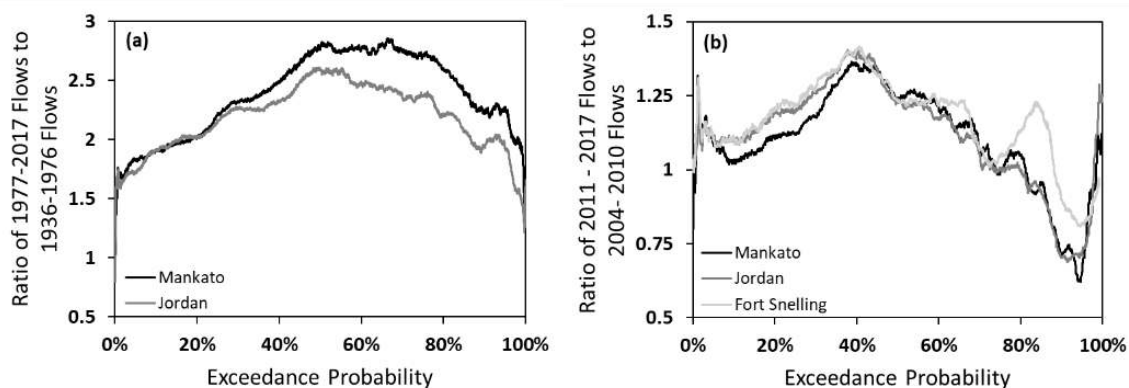 (a)
Ratio of 1977-2017 Flows to
1936-1976 Flows
3
2.5
2
1.5
1
0.5
Mankato
Jordan
0% 20% 40% 60% 80% 100%
Exceedance Probability
(b)
Ratio of 2011 - 2017 Flows to
2004- 2010 Flows
1.5
1.25
1
0.75
0.5
Mankato
Jordan
Fort Snelling
0% 20% 40% 60% 80% 100%
Exceedance Probability